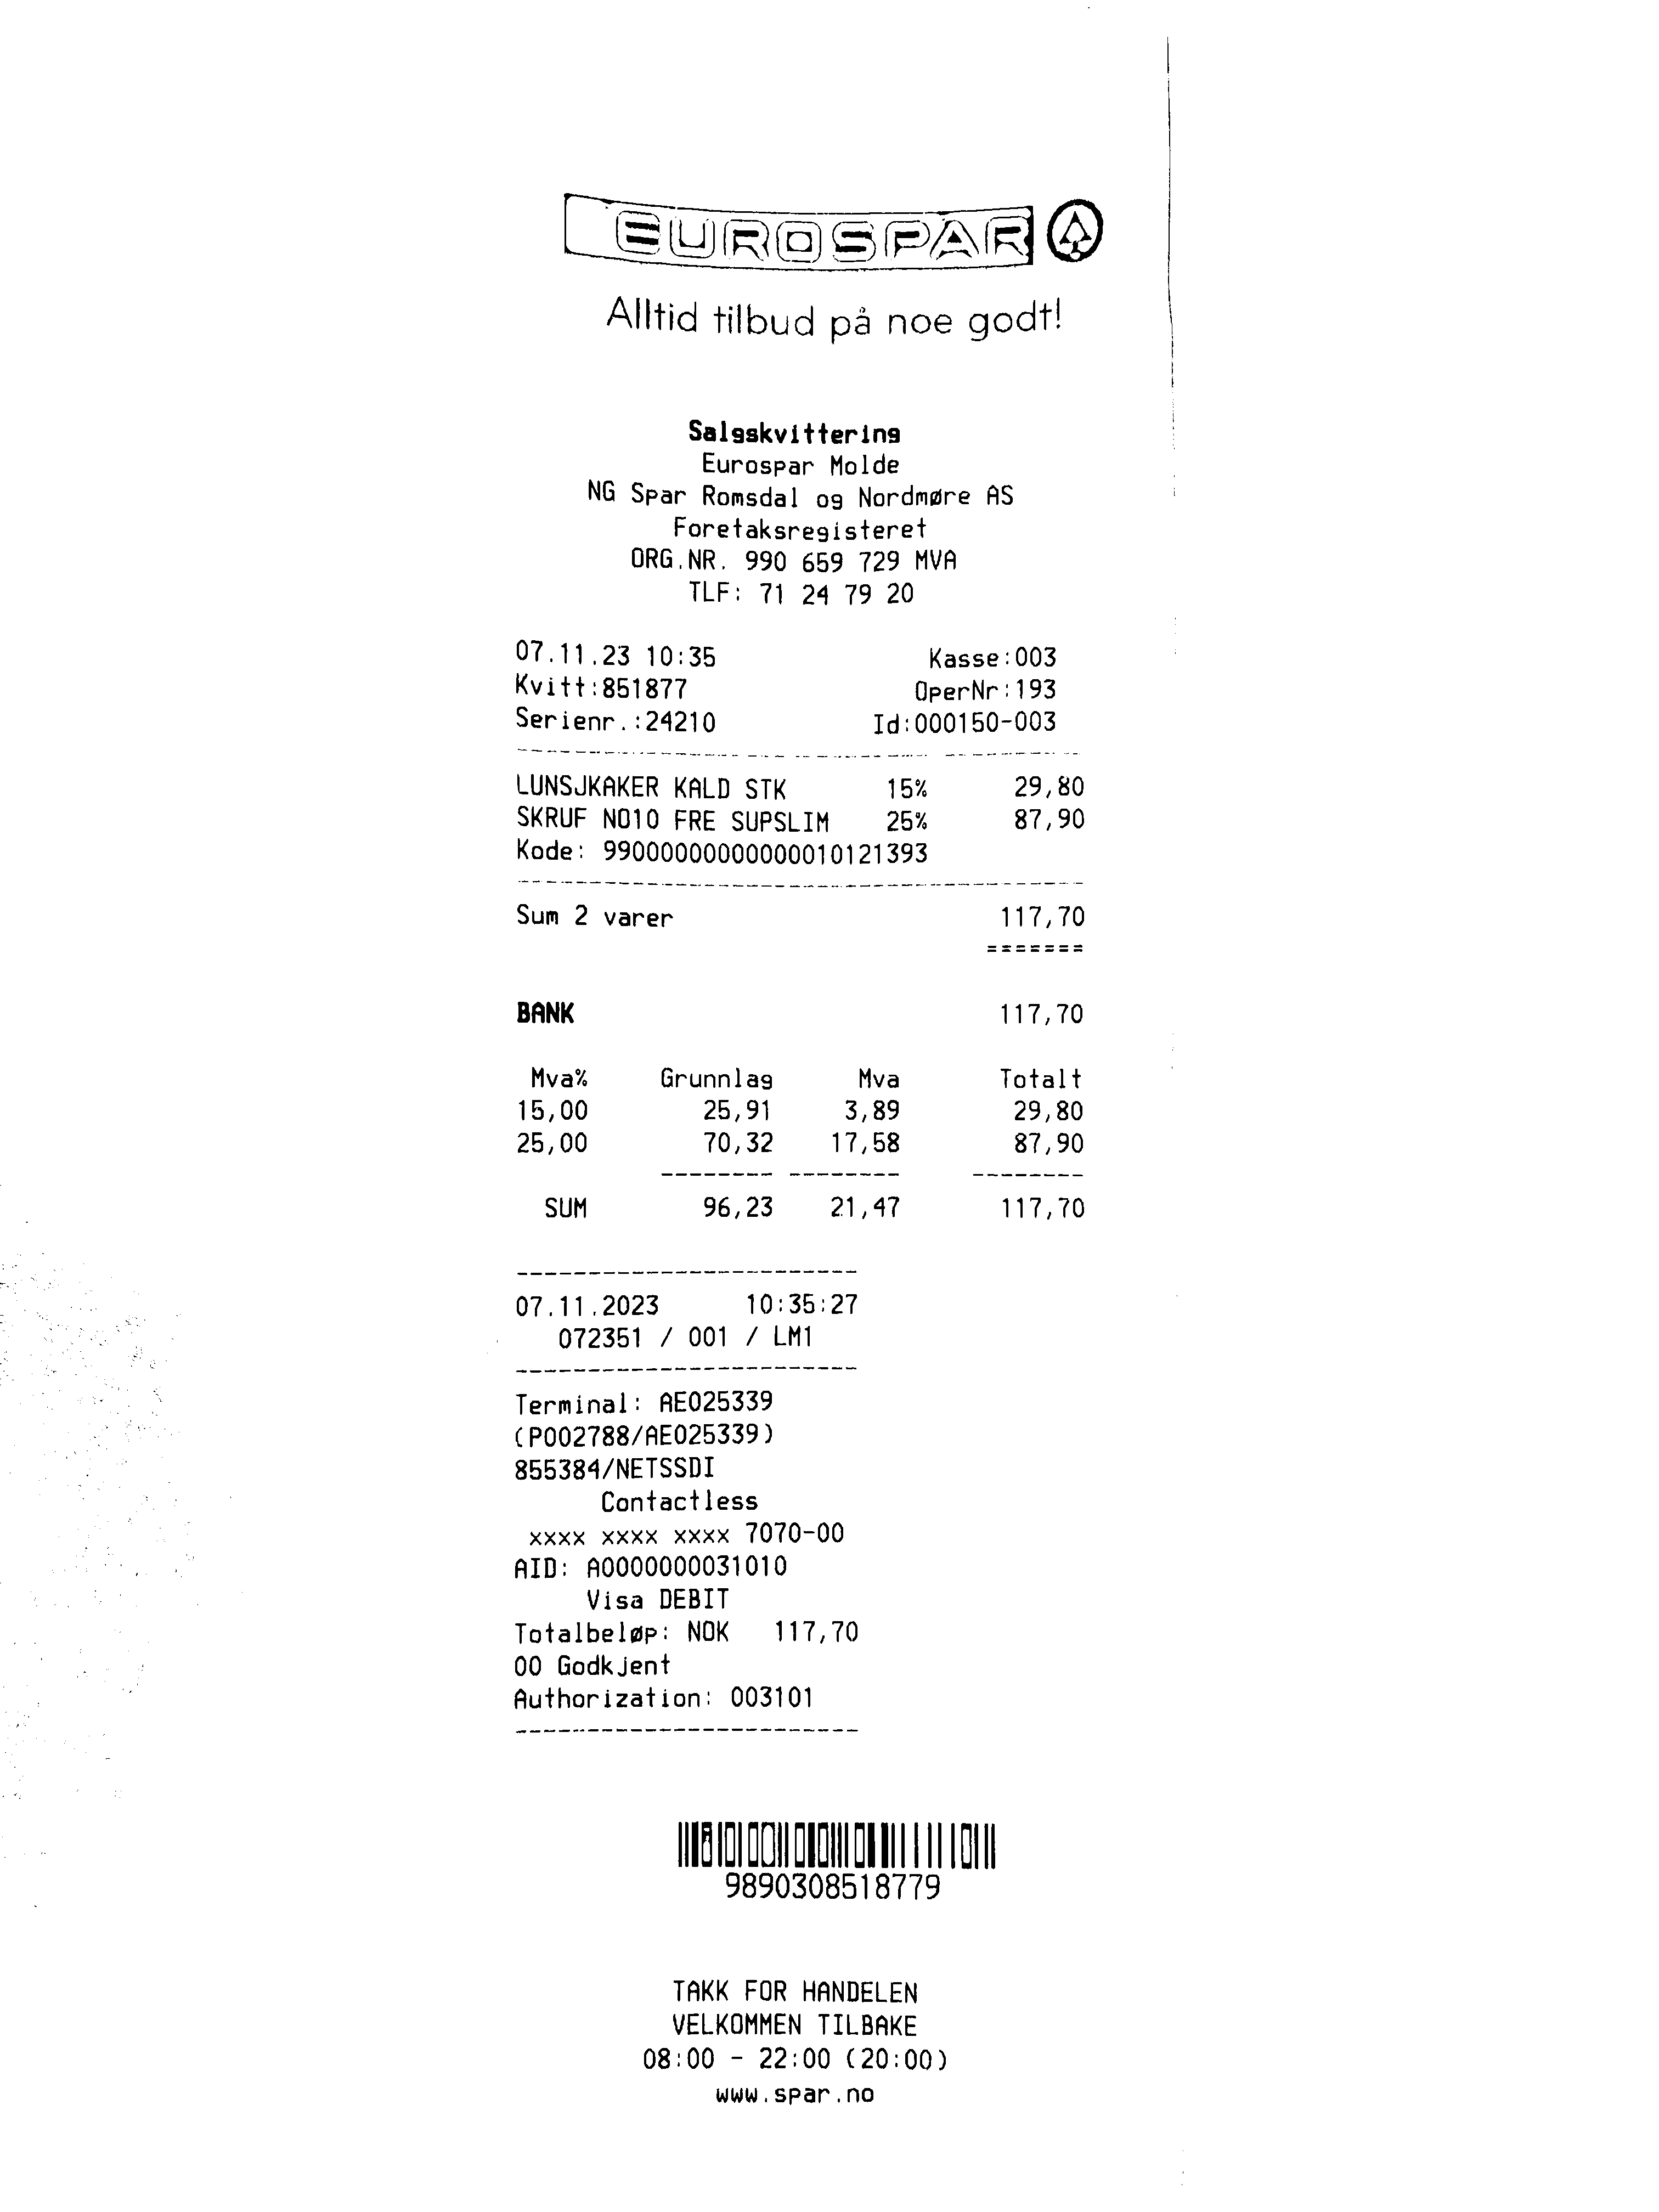 EUROSPAR
Alltid tilbud på noe godt!
Salgskvittering
Eurospar Molde
NG Spar Romsdal og Nordmøre AS
Foretaksregisteret
ORG.NR. 990 659 729 MVA
TLF: 71 24 79 20
07.11.23 10:35 Kasse:003
Kvitt:851877 OperNr:193
Serienr.:24210 Id:000150-003
LUNSJKAKER KALD STK 15% 29,80
SKRUF NO10 FRE SUPSLIM 25% 87,90
Kode: 99000000000000010121393
Sum 2 varer 117,70
=======
BANK 117,70
Mva% Grunnlag Mva Totalt
15,00 25,91 3,89 29,80
25,00 70,32 17,58 87,90
SUM 96,23 21,47 117,70
07.11.2023 10:35:27
072351 / 001 / LM1
Terminal: AE025339
(P002788/AE025339)
855384/NETSSDI
Contactless
xxxx xxxx xxxx 7070-00
AID: A0000000031010
Visa DEBIT
Totalbeløp: NOK 117,70
00 Godkjent
Authorization: 003101
9890308518779
TAKK FOR HANDELEN
VELKOMMEN TILBAKE
08:00 - 22:00 (20:00)
www.spar.no